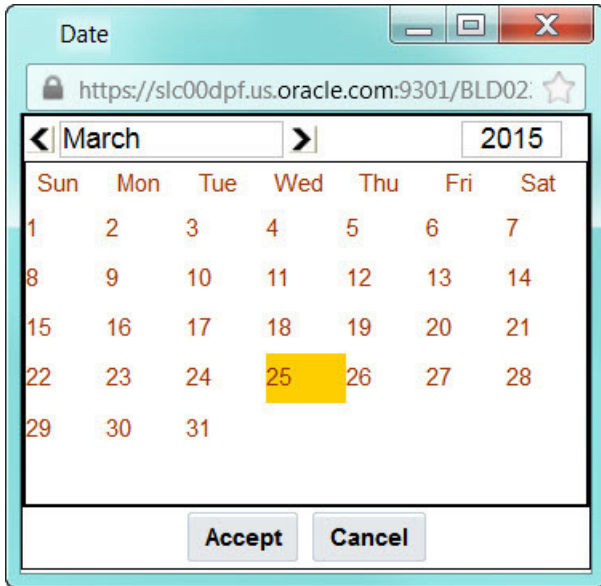 Date
https://slc00dpf.us.oracle.com:9301/BLD02
March 2015
Sun Mon Tue Wed Thu Fri Sat
1 2 3 4 5 6 7
8 9 10 11 12 13 14
15 16 17 18 19 20 21
22 23 24 25 26 27 28
29 30 31
Accept Cancel